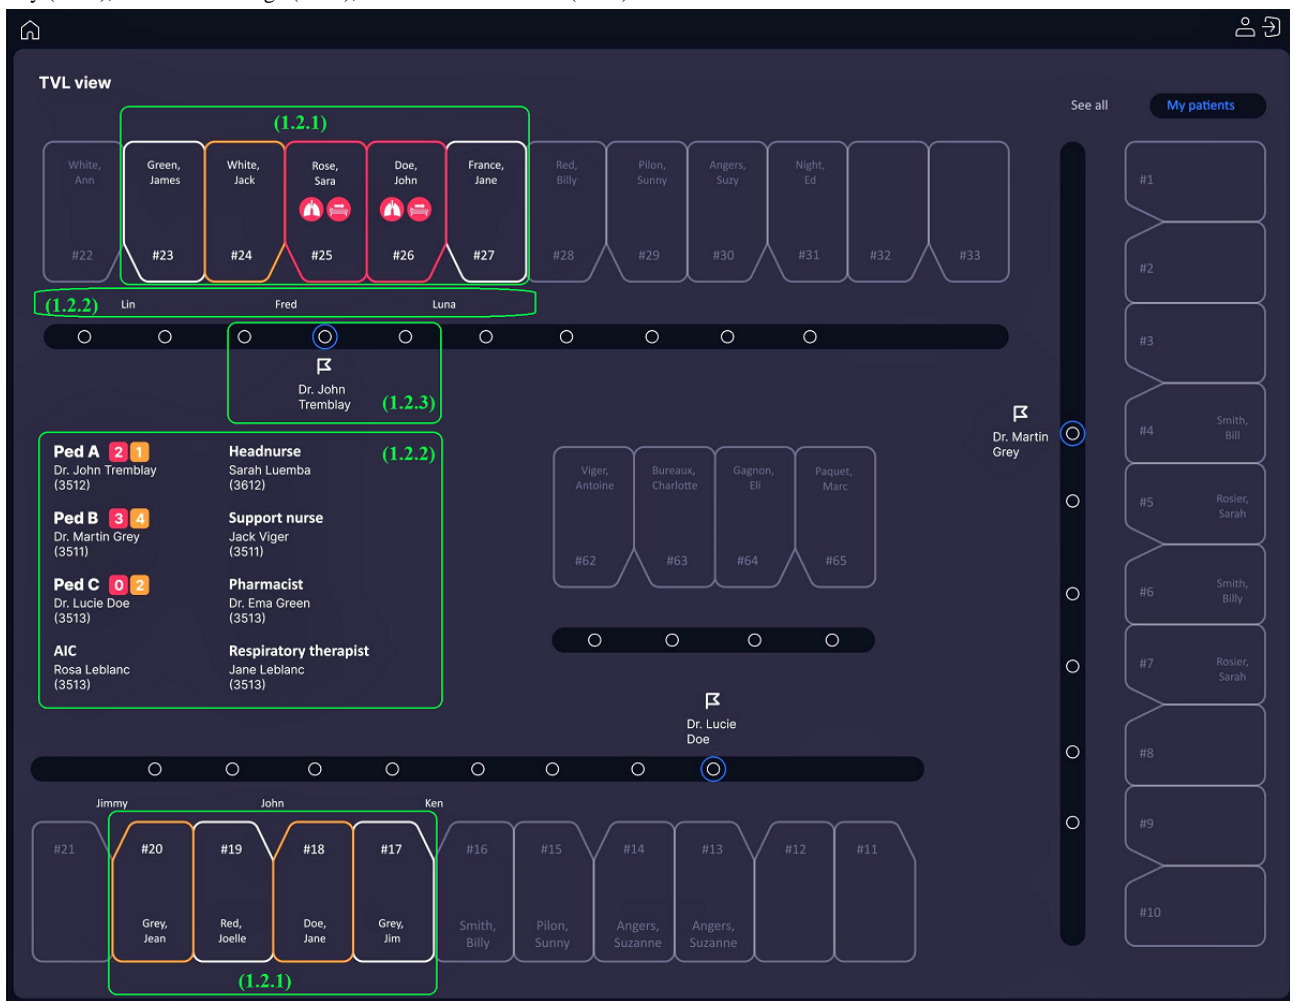 TVL view
See all
My patients
(1.2.1)
White,
Ann
#22
Green,
James
#23
White,
Jack
#24
Rose,
Sara
#25
Doe,
John
#26
France,
Jane
#27
Red,
Billy
#28
Pilon,
Sunny
#29
Angers,
Suzy
#30
Night,
Ed
#31
#32
#33
(1.2.2)
Lin
Fred
Luna
Dr. John
Tremblay
(1.2.3)
(1.2.2)
Ped A 2 1
Dr. John Tremblay
(3512)
Ped B 3 4
Dr. Martin Grey
(3511)
Ped C 0 2
Dr. Lucie Doe
(3513)
AIC
Rosa Leblanc
(3513)
Headnurse
Sarah Luemba
(3612)
Support nurse
Jack Viger
(3511)
Pharmacist
Dr. Ema Green
(3513)
Respiratory therapist
Jane Leblanc
(3513)
Viger,
Antoine
#62
Bureaux,
Charlotte
#63
Gagnon,
Eli
#64
Paquet,
Marc
#65
Dr. Martin
Grey
#1
#2
#3
#4
Smith,
Bill
#5
Rosier,
Sarah
#6
Smith,
Billy
#7
Rosier,
Sarah
#8
#9
#10
Dr. Lucie
Doe
Jimmy
John
Ken
#21
#20
Grey,
Jean
#19
Red,
Joelle
#18
Doe,
Jane
#17
Grey,
Jim
#16
Smith,
Billy
#15
Pilon,
Sunny
#14
Angers,
Suzanne
#13
Angers,
Suzanne
#12
#11
(1.2.1)